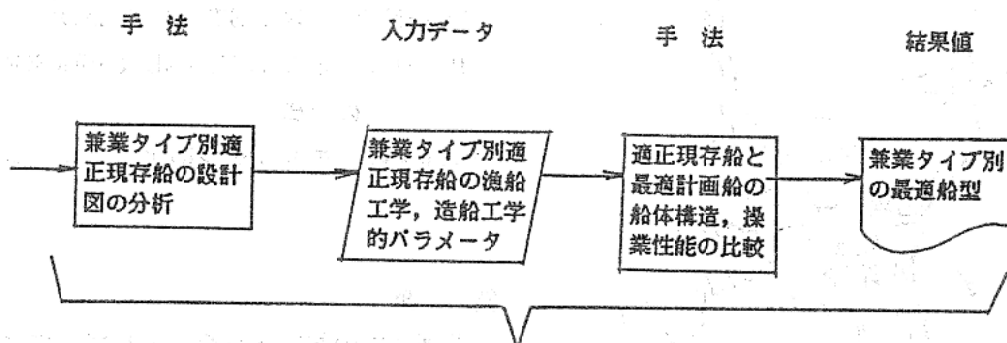 手法
入力データ
手法
結果値
兼業タイプ別適
正現存船の設計
図の分析
兼業タイプ別適
正現存船の漁船
工学，造船工学
的パラメータ
適正現存船と
最適計画船の
船体構造，操
業性能の比較
兼業タイプ別
の最適船型